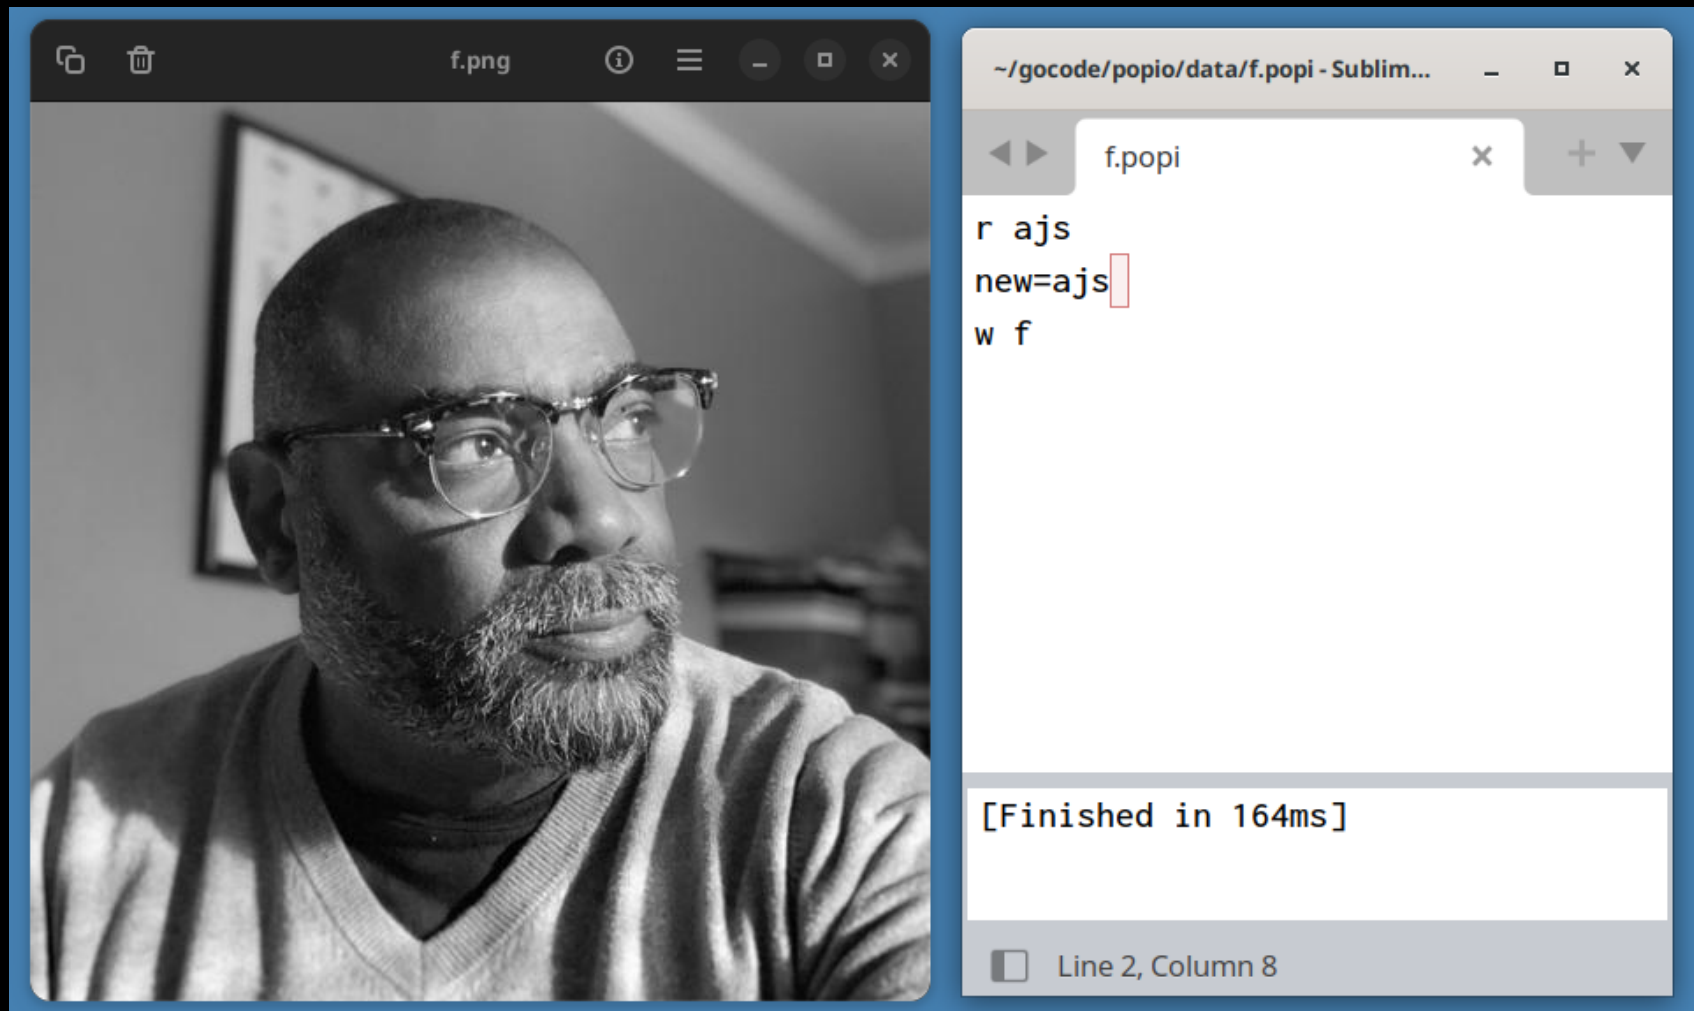 f.png
~/gocode/popio/data/f.popi - Sublim...
f.popi
r ajs
new=ajs
w f
[Finished in 164ms]
Line 2, Column 8